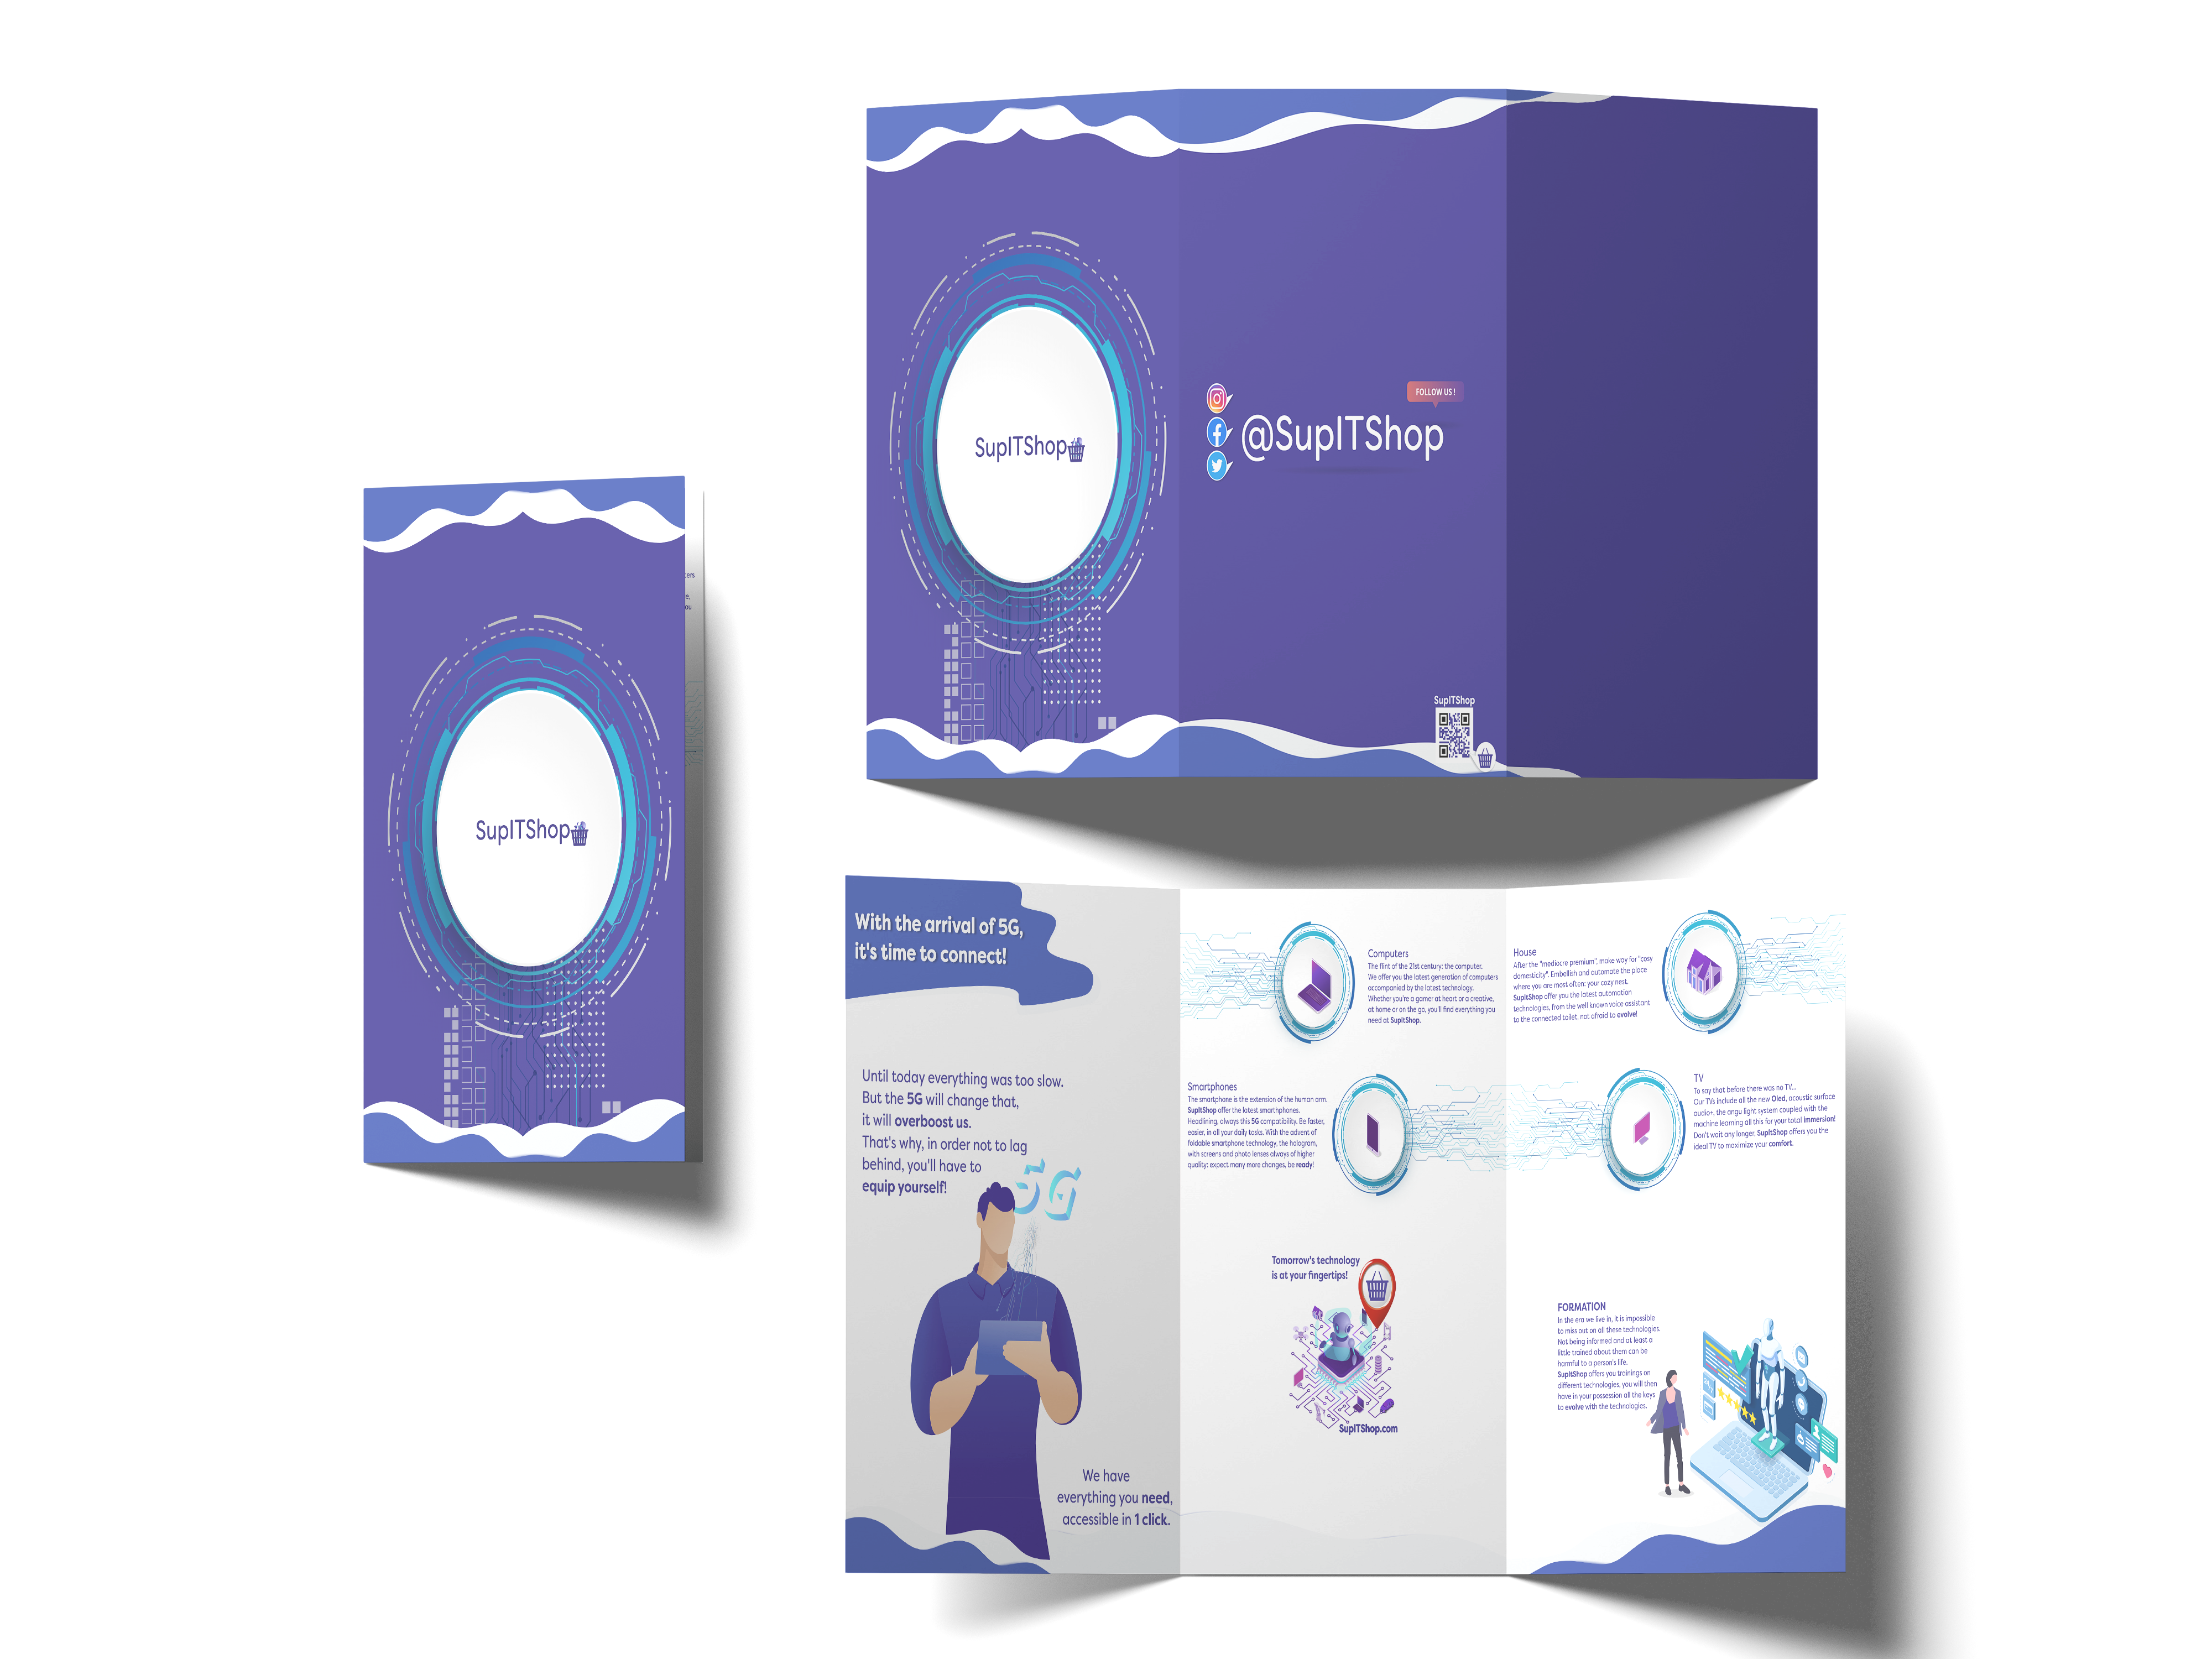 SupITShop
SupITShop
FOLLOW US !
@SupITShop
SupITShop
ers
e,
ou
With the arrival of 5G,
it's time to connect!
Until today everything was too slow.
But the 5G will change that,
it will overboost us.
That's why, in order not to lag
behind, you'll have to
equip yourself!
5G
We have
everything you need,
accessible in 1 click.
Computers
The flint of the 21st century: the computer.
We offer you the latest generation of computers
accompanied by the latest technology.
Whether you're a gamer at heart or a creative,
at home or on the go, you'll find everything you
need at SupItShop.
Smartphones
The smartphone is the extension of the human arm.
SupItShop offer the latest smarthphones.
Headlining, always this 5G compatibility. Be faster,
easier, in all your daily tasks. With the advent of
foldable smartphone technology, the hologram,
with screens and photo lenses always of higher
quality: expect many more changes, be ready!
Tomorrow's technology
is at your fingertips!
SupITShop.com
House
After the "mediocre premium", make way for "cosy
domesticity". Embellish and automate the place
where you are most often: your cozy nest.
SupItShop offer you the latest automation
technologies, from the well known voice assistant
to the connected toilet, not afraid to evolve!
TV
To say that before there was no TV...
Our TVs include all the new Oled, acoustic surface
audio+, the angu light system coupled with the
machine learning all this for your total immersion!
Don't wait any longer, SupItShop offers you the
ideal TV to maximize your comfort.
FORMATION
In the era we live in, it is impossible
to miss out on all these technologies.
Not being informed and at least a
little trained about them can be
harmful to a person's life.
SupItShop offers you trainings on
different technologies, you will then
have in your possession all the keys
to evolve with the technologies.